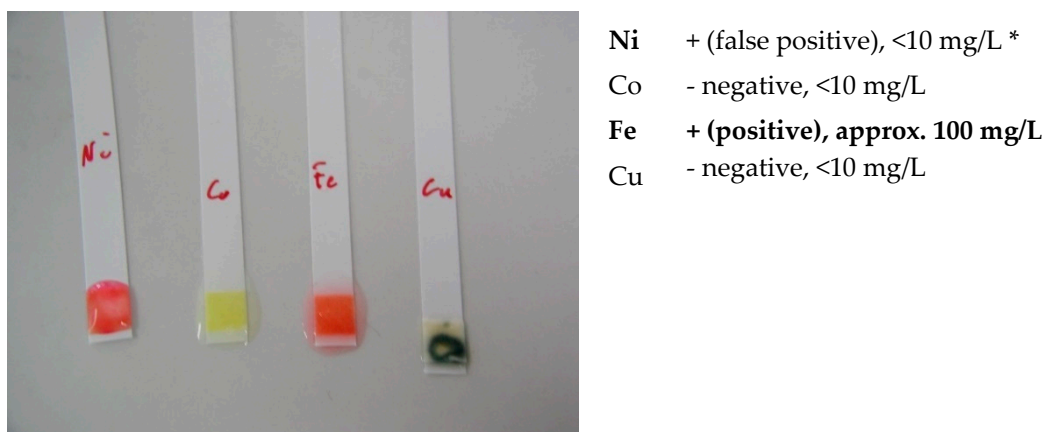 Ni
Co
Fe
Cu
Ni + (false positive), <10 mg/L *
Co - negative, <10 mg/L
Fe + (positive), approx. 100 mg/L
Cu - negative, <10 mg/L